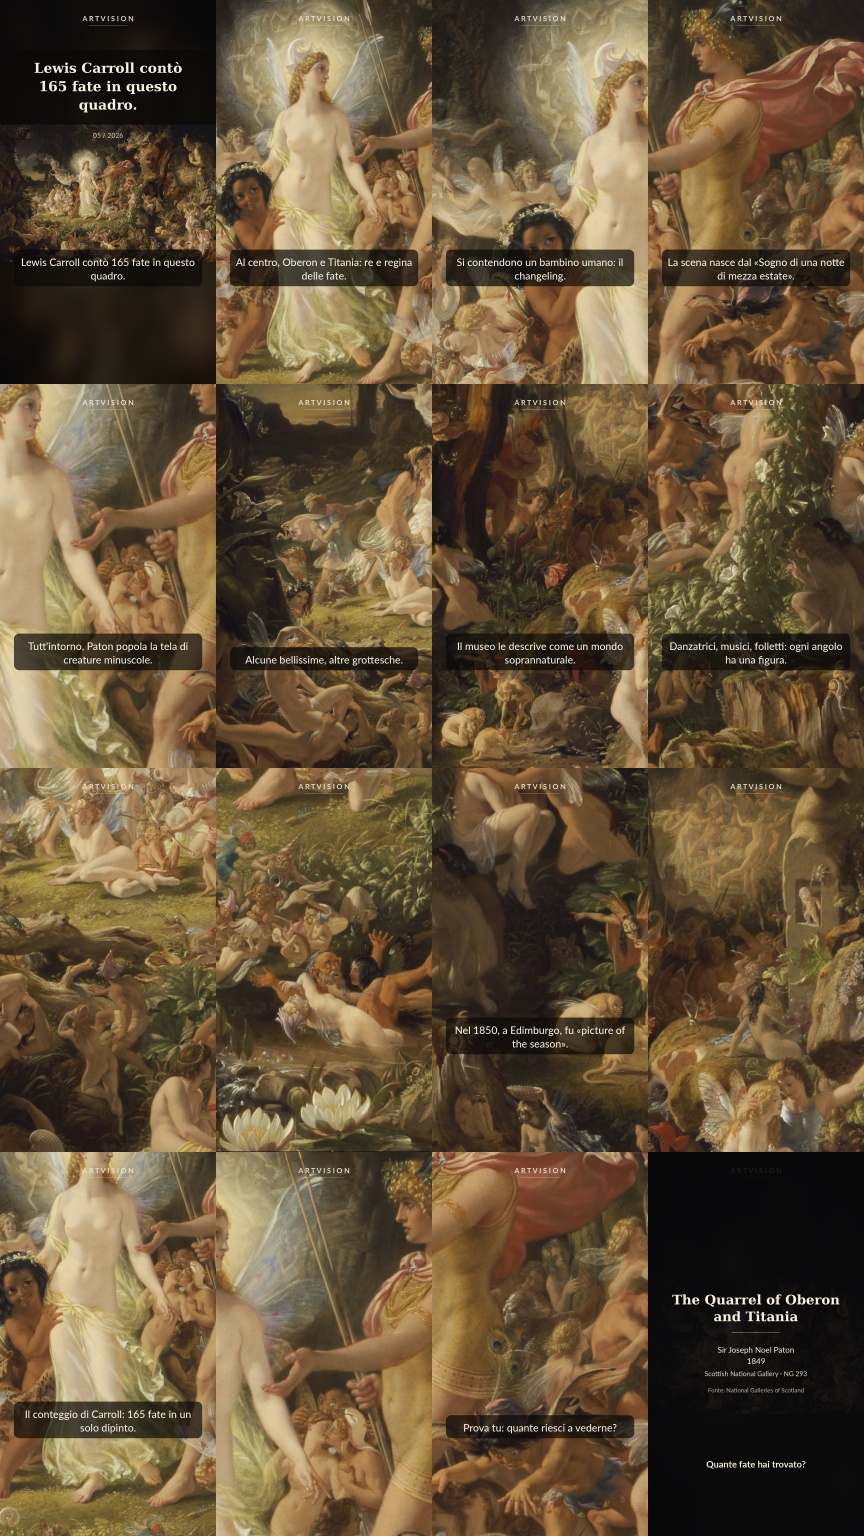 ARTVISION
Lewis Carroll contò
165 fate in questo
quadro.
05 / 2026
Lewis Carroll contò 165 fate in questo
quadro.
ARTVISION
Al centro, Oberon e Titania: re e regina
delle fate.
ARTVISION
Si contendono un bambino umano: il
changeling.
ARTVISION
La scena nasce dal «Sogno di una notte
di mezza estate».
ARTVISION
Tutt'intorno, Paton popola la tela di
creature minuscole.
ARTVISION
Alcune bellissime, altre grottesche.
ARTVISION
Il museo le descrive come un mondo
soprannaturale.
ARTVISION
Danzatrici, musici, folletti: ogni angolo
ha una figura.
ARTVISION
ARTVISION
ARTVISION
Nel 1850, a Edimburgo, fu «picture of
the season».
ARTVISION
ARTVISION
Il conteggio di Carroll: 165 fate in un
solo dipinto.
ARTVISION
ARTVISION
Prova tu: quante riesci a vederne?
ARTVISION
The Quarrel of Oberon
and Titania
Sir Joseph Noel Paton
1849
Scottish National Gallery · NG 293
Fonte: National Galleries of Scotland
Quante fate hai trovato?